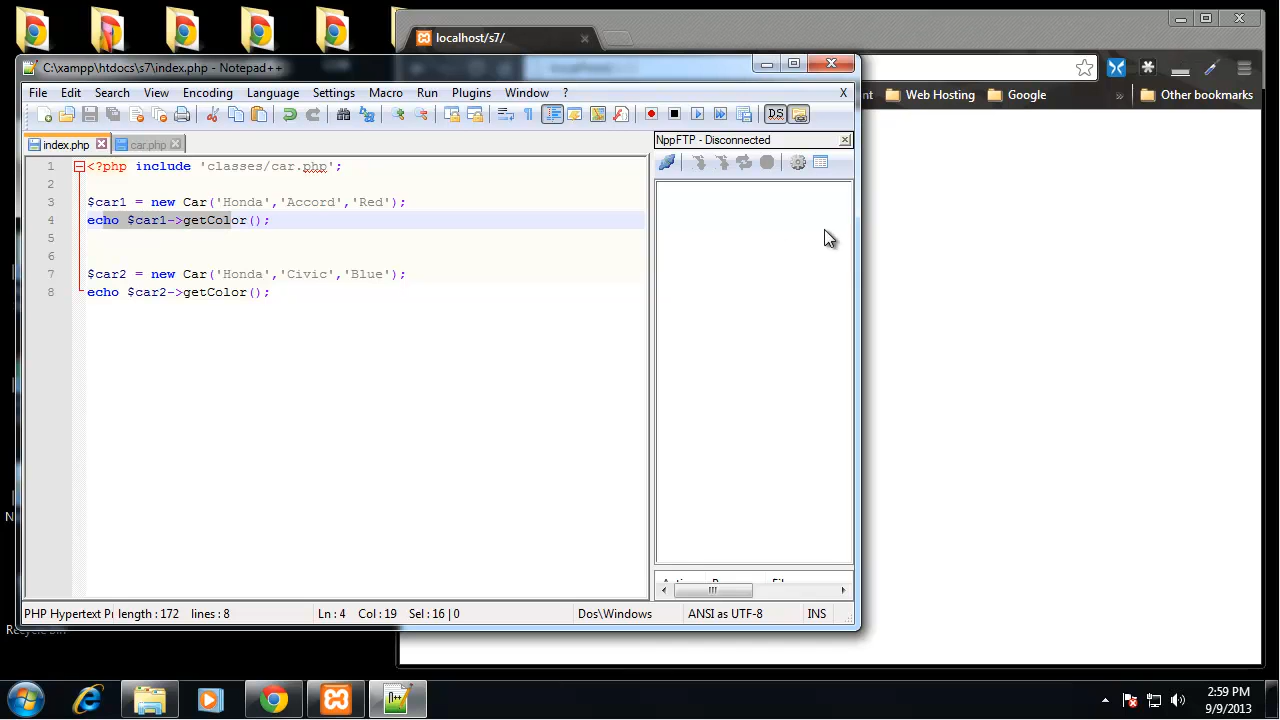 localhost/s7/
C:\xampp\htdocs\s7\index.php - Notepad++
File Edit Search View Encoding Language Settings Macro Run Plugins Window ? X
Web Hosting Google » Other bookmarks
index.php car.php
NppFTP - Disconnected
1 <?php include 'classes/car.php';
2
3 $car1 = new Car('Honda','Accord','Red');
4 echo $car1->getColor();
5
6
7 $car2 = new Car('Honda','Civic','Blue');
8 echo $car2->getColor();
PHP Hypertext Pr length : 172 lines : 8 Ln : 4 Col : 19 Sel : 16 | 0 Dos\Windows ANSI as UTF-8 INS
Recycle Bin
2:59 PM
9/9/2013